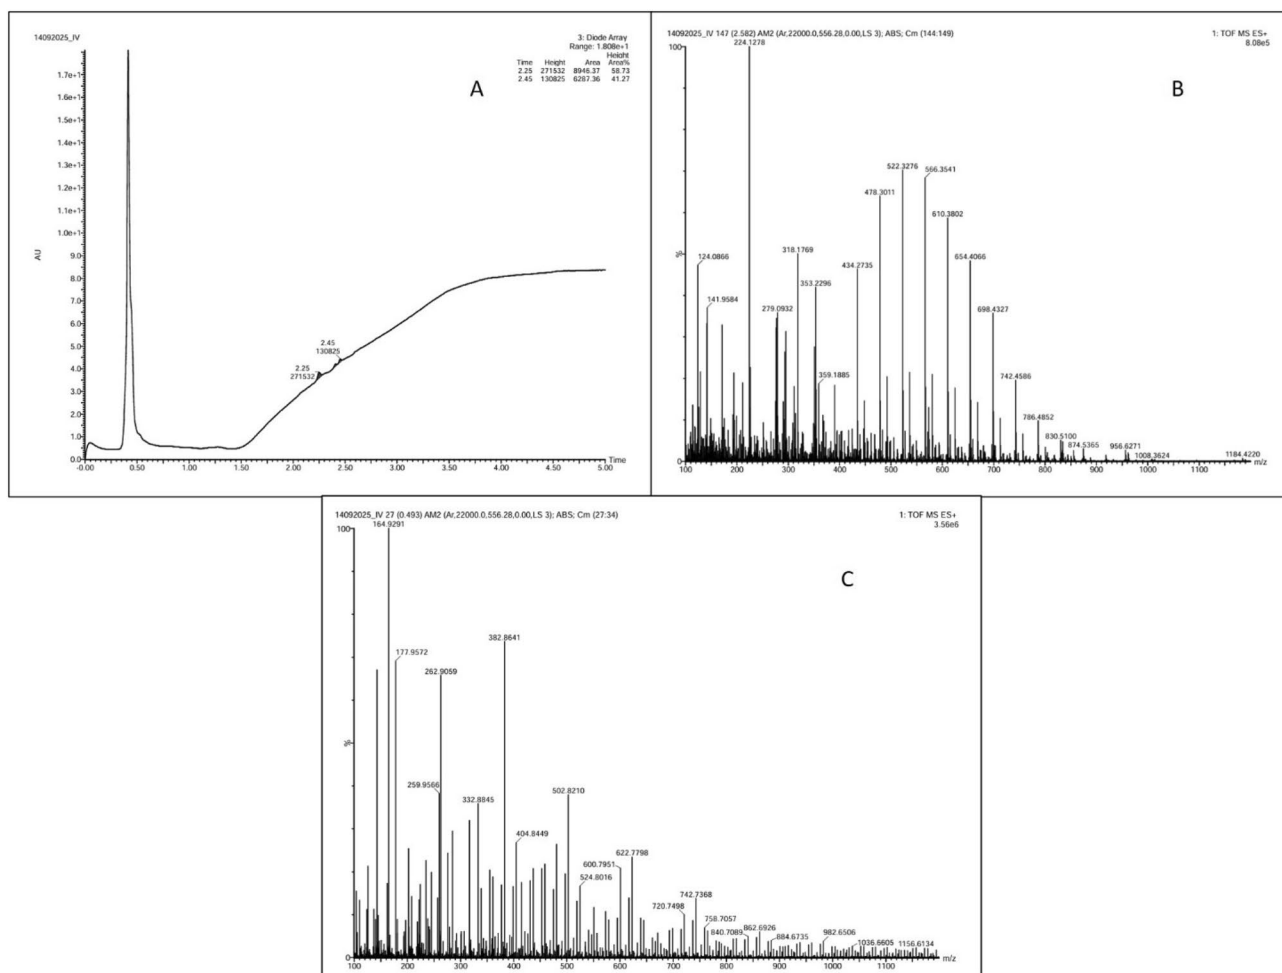 14092025_IV
3: Diode Array
Range: 1.808e+1
Height
Time Height Area Area%
2.25 271532 8946.37 58.73
2.45 130825 6287.36 41.27
A
AU
1.7e+1
1.6e+1
1.5e+1
1.4e+1
1.3e+1
1.2e+1
1.1e+1
1.0e+1
9.0
8.0
7.0
6.0
5.0
4.0
3.0
2.0
1.0
0.0
2.45
130825
2.25
271532
-0.00 0.50 1.00 1.50 2.00 2.50 3.00 3.50 4.00 4.50 5.00
Time
14092025_IV 147 (2.582) AM2 (Ar,22000.0,556.28,0.00,LS 3); ABS; Cm (144:149)
1: TOF MS ES+
8.08e5
B
100
%
0
224.1278
522.3276
566.3541
478.3011
610.3802
318.1769
124.0866
434.2735
654.4066
353.2296
141.9584
279.0932
698.4327
359.1885
742.4586
786.4852
830.5100
874.5365
956.6271
1008.3624
1184.4220
100 200 300 400 500 600 700 800 900 1000 1100
m/z
14092025_IV 27 (0.493) AM2 (Ar,22000.0,556.28,0.00,LS 3); ABS; Cm (27:34)
1: TOF MS ES+
3.56e6
C
100
%
0
164.9291
382.8641
177.9572
262.9059
259.9566
332.8845
502.8210
404.8449
622.7798
600.7951
524.8016
742.7368
720.7498
758.7057
840.7089
862.6926
884.6735
982.6506
1036.6605
1156.6134
100 200 300 400 500 600 700 800 900 1000 1100
m/z